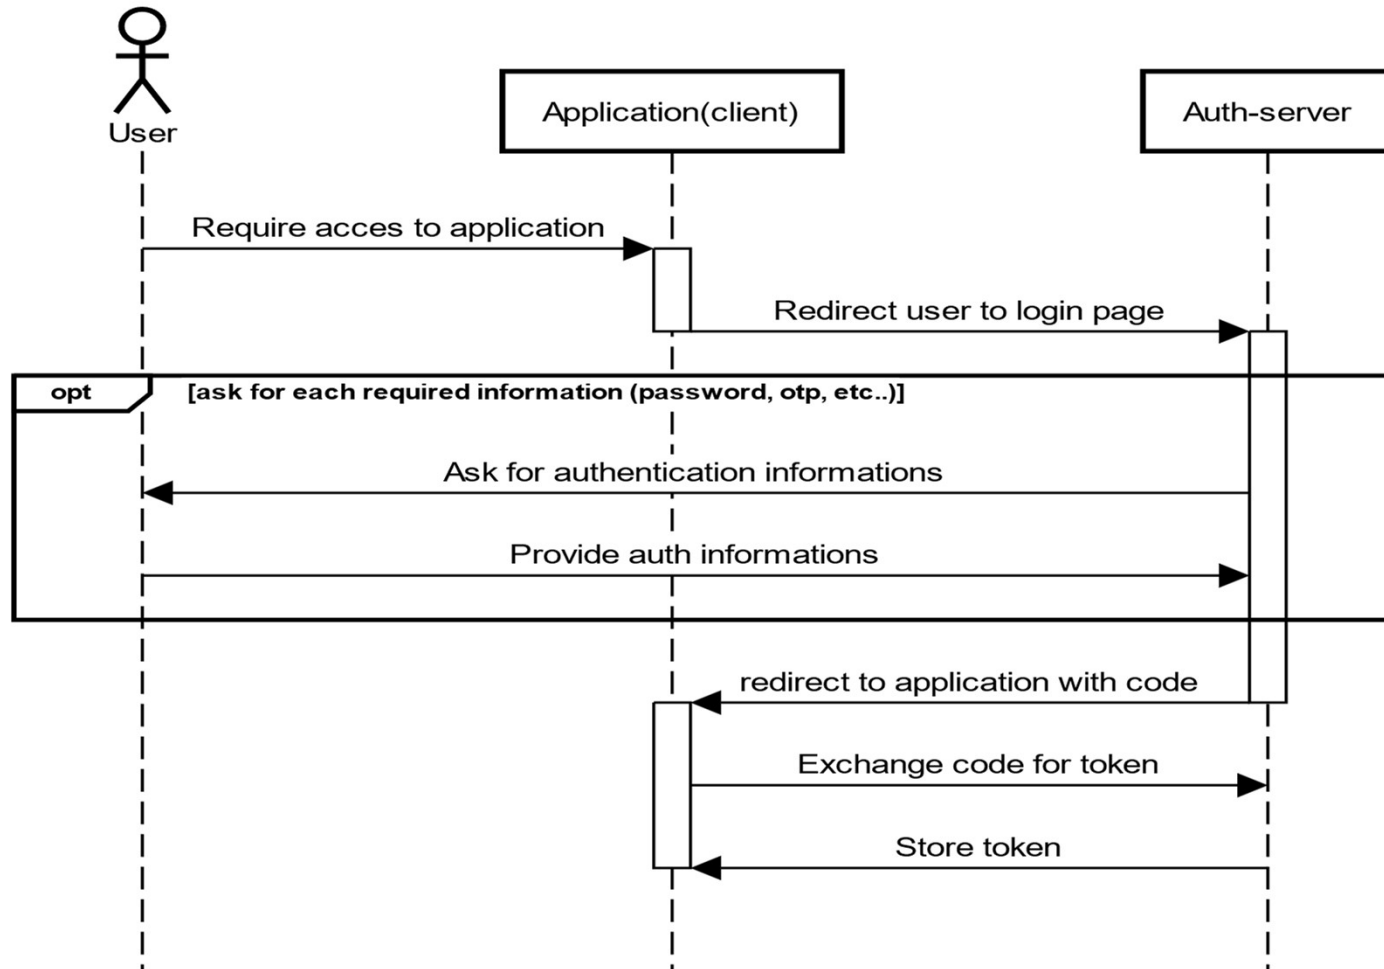 User
Application(client)
Auth-server
Require acces to application
Redirect user to login page
opt
[ask for each required information (password, otp, etc..)]
Ask for authentication informations
Provide auth informations
redirect to application with code
Exchange code for token
Store token